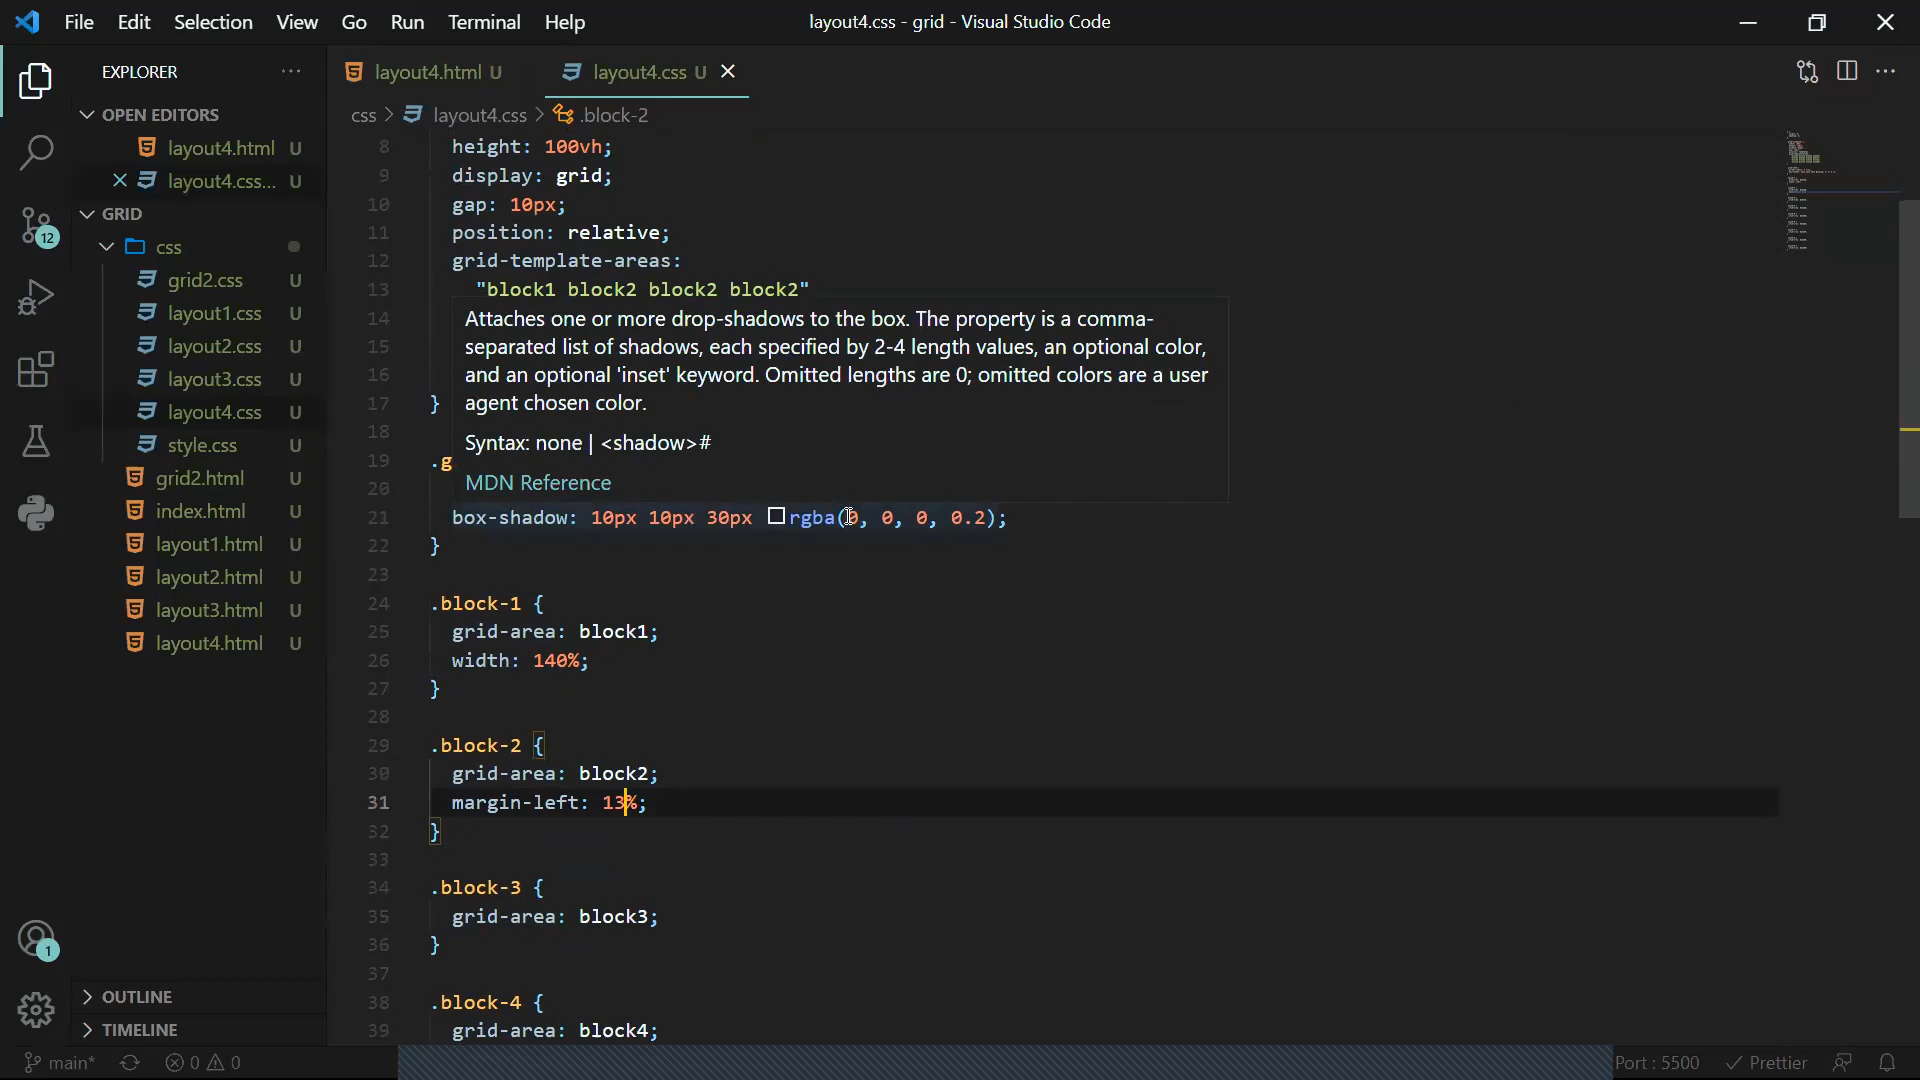 File Edit Selection View Go Run Terminal Help
layout4.css - grid - Visual Studio Code
EXPLORER
OPEN EDITORS
layout4.html U
layout4.css... U
GRID
css
grid2.css U
layout1.css U
layout2.css U
layout3.css U
layout4.css U
style.css U
grid2.html U
index.html U
layout1.html U
layout2.html U
layout3.html U
layout4.html U
OUTLINE
TIMELINE
12
1
layout4.html U layout4.css U
css > layout4.css > .block-2
8 height: 100vh;
9 display: grid;
10 gap: 10px;
11 position: relative;
12 grid-template-areas:
13 "block1 block2 block2 block2"
14
15
16
17 }
18
19 .g
20
Attaches one or more drop-shadows to the box. The property is a comma-
separated list of shadows, each specified by 2-4 length values, an optional color,
and an optional 'inset' keyword. Omitted lengths are 0; omitted colors are a user
agent chosen color.
Syntax: none | <shadow>#
MDN Reference
21 box-shadow: 10px 10px 30px rgba(0, 0, 0, 0.2);
22 }
23
24 .block-1 {
25 grid-area: block1;
26 width: 140%;
27 }
28
29 .block-2 {
30 grid-area: block2;
31 margin-left: 13%;
32 }
33
34 .block-3 {
35 grid-area: block3;
36 }
37
38 .block-4 {
39 grid-area: block4;
main* 0 0 Port : 5500 Prettier